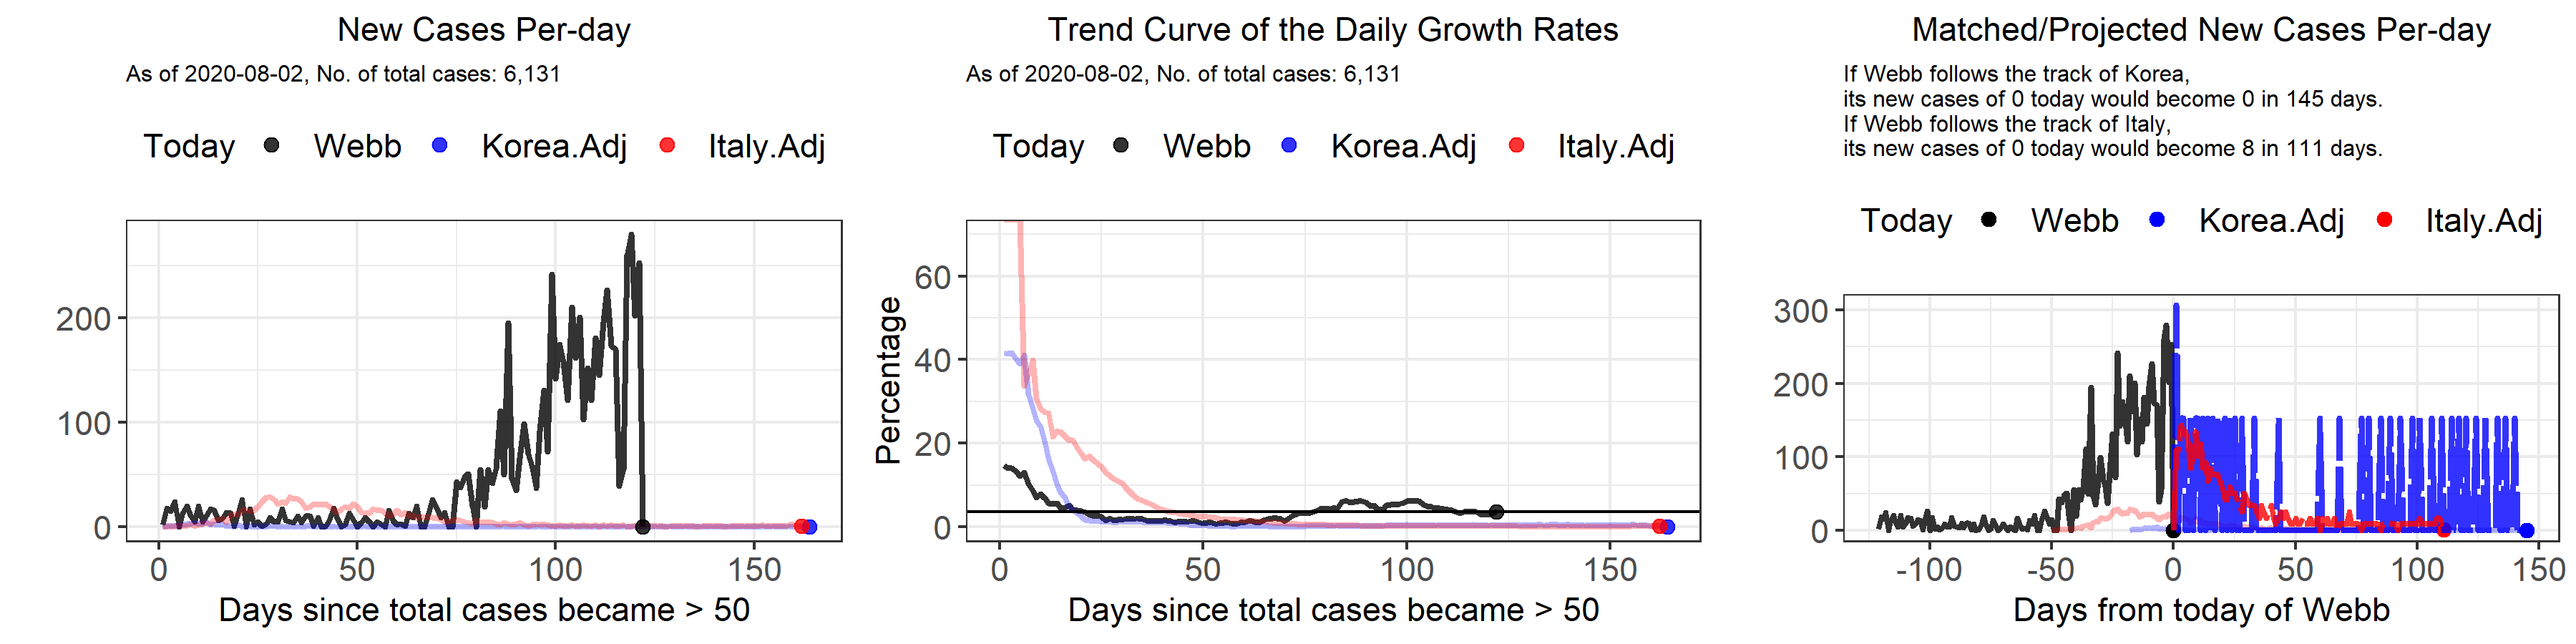 New Cases Per-day
As of 2020-08-02, No. of total cases: 6,131
Today Webb Korea.Adj Italy.Adj
200
100
0
0 50 100 150
Days since total cases became > 50
Trend Curve of the Daily Growth Rates
As of 2020-08-02, No. of total cases: 6,131
Today Webb Korea.Adj Italy.Adj
Percentage
60
40
20
0
0 50 100 150
Days since total cases became > 50
Matched/Projected New Cases Per-day
If Webb follows the track of Korea,
its new cases of 0 today would become 0 in 145 days.
If Webb follows the track of Italy,
its new cases of 0 today would become 8 in 111 days.
Today Webb Korea.Adj Italy.Adj
300
200
100
0
-100 -50 0 50 100 150
Days from today of Webb